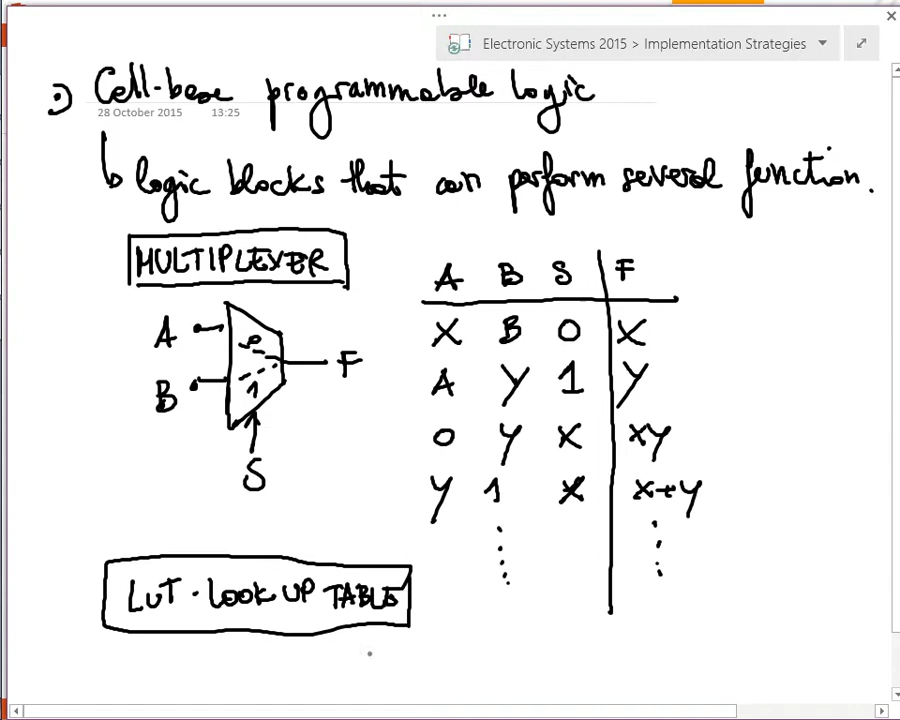 Electronic Systems 2015 > Implementation Strategies
Cell-base programmable logic
28 October 2015 13:25
logic blocks that can perform several function.
MULTIPLEXER
A B S F
X B 0 X
A Y 1 Y
0 Y X XY
Y 1 X X+Y
A
B
0
1
F
S
LUT - LOOK UP TABLE